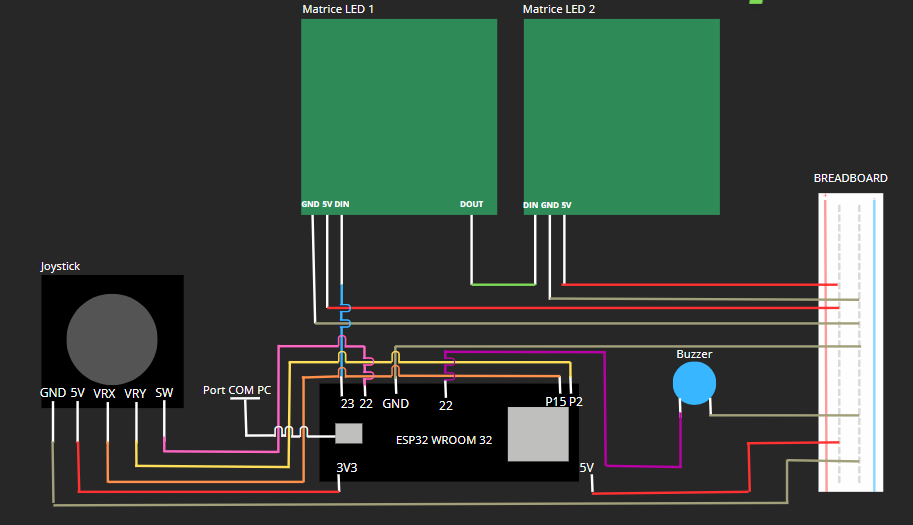 Matrice LED 1
Matrice LED 2
BREADBOARD
GND 5V DIN
DOUT
DIN GND 5V
Joystick
Buzzer
GND 5V VRX VRY SW
Port COM PC
23 22 GND
22
P15 P2
ESP32 WROOM 32
3V3
5V